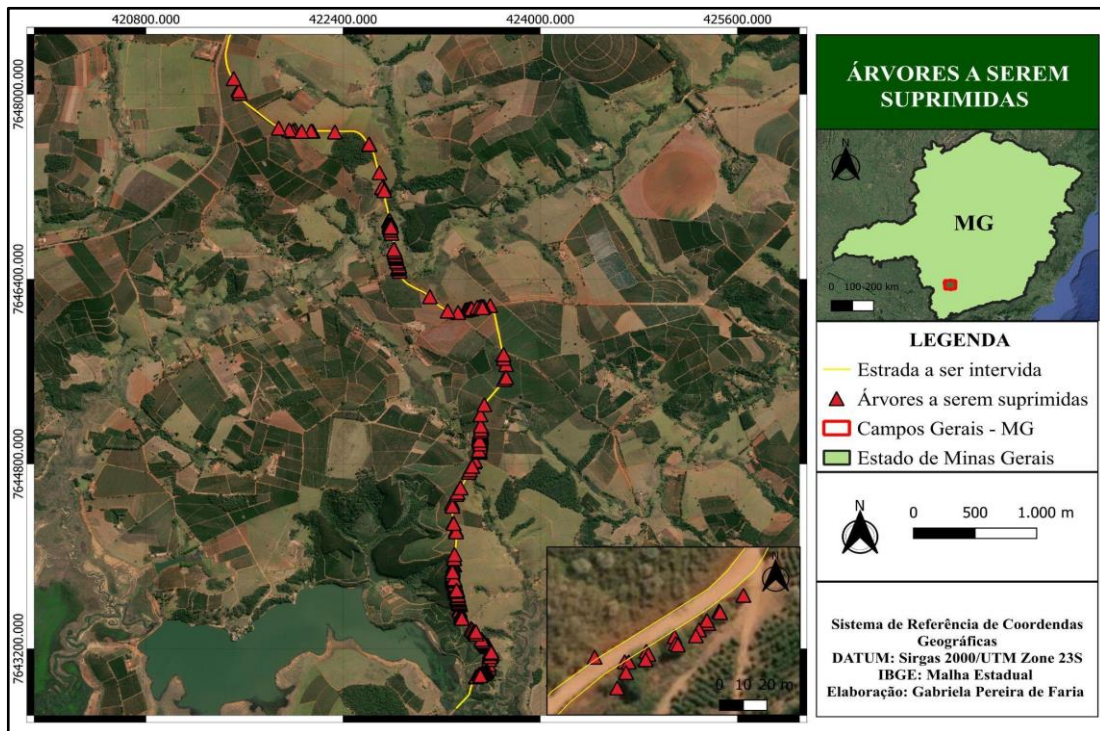 420800.000
422400.000
424000.000
425600.000
7648000.000
7646400.000
7644800.000
7643200.000
N
0 10 20 m
ÁRVORES A SEREM
SUPRIMIDAS
N
MG
0 100 200 km
LEGENDA
Estrada a ser intervida
Árvores a serem suprimidas
Campos Gerais - MG
Estado de Minas Gerais
N
0 500 1.000 m
Sistema de Referência de Coordendas
Geográficas
DATUM: Sirgas 2000/UTM Zone 23S
IBGE: Malha Estadual
Elaboração: Gabriela Pereira de Faria